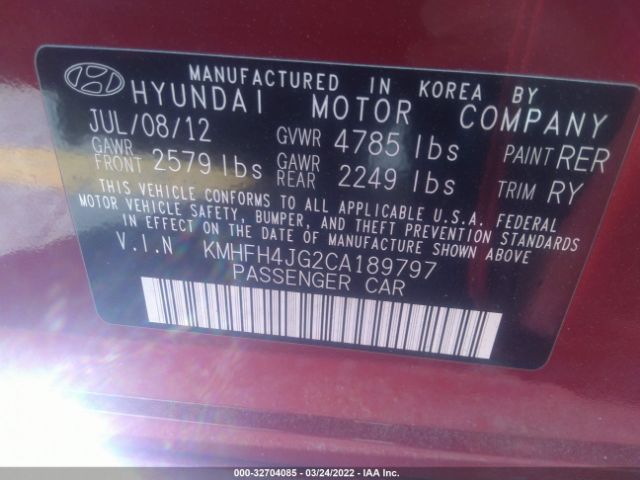 MANUFACTURED IN KOREA BY
HYUNDAI MOTOR COMPANY
JUL/08/12 GVWR 4785 lbs PAINT RER
GAWR FRONT 2579 lbs GAWR REAR 2249 lbs TRIM RY
THIS VEHICLE CONFORMS TO ALL APPLICABLE U.S.A. FEDERAL
MOTOR VEHICLE SAFETY, BUMPER, AND THEFT PREVENTION STANDARDS
IN EFFECT ON THE DATE OF MANUFACTURE SHOWN ABOVE
V.I.N KMHFH4JG2CA189797
PASSENGER CAR
000-32704085 - 03/24/2022 - IAA Inc.